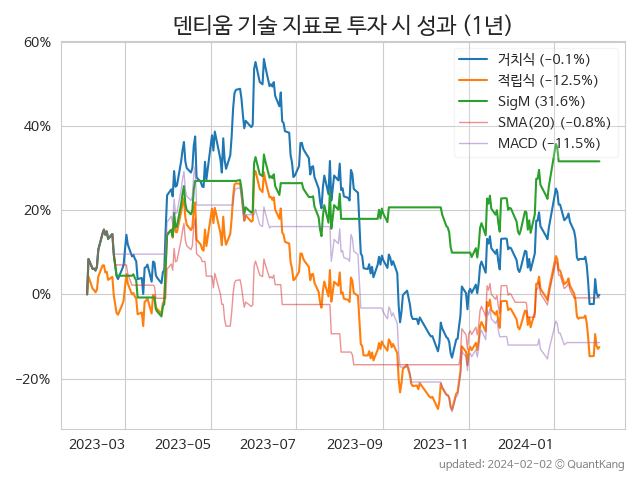 덴티움 기술 지표로 투자 시 성과 (1년)
60%
40%
20%
0%
−20%
거치식 (−0.1%)
적립식 (−12.5%)
SigM (31.6%)
SMA(20) (−0.8%)
MACD (−11.5%)
2023-03
2023-05
2023-07
2023-09
2023-11
2024-01
updated: 2024-02-02 © QuantKang